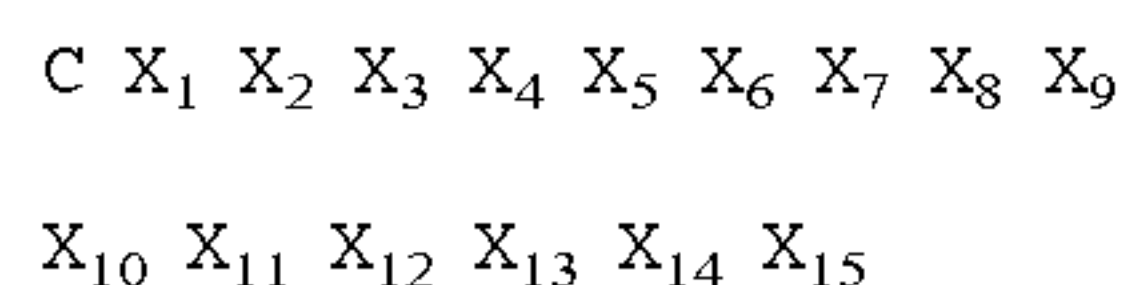 C X₁ X₂ X₃ X₄ X₅ X₆ X₇ X₈ X₉
X₁₀ X₁₁ X₁₂ X₁₃ X₁₄ X₁₅